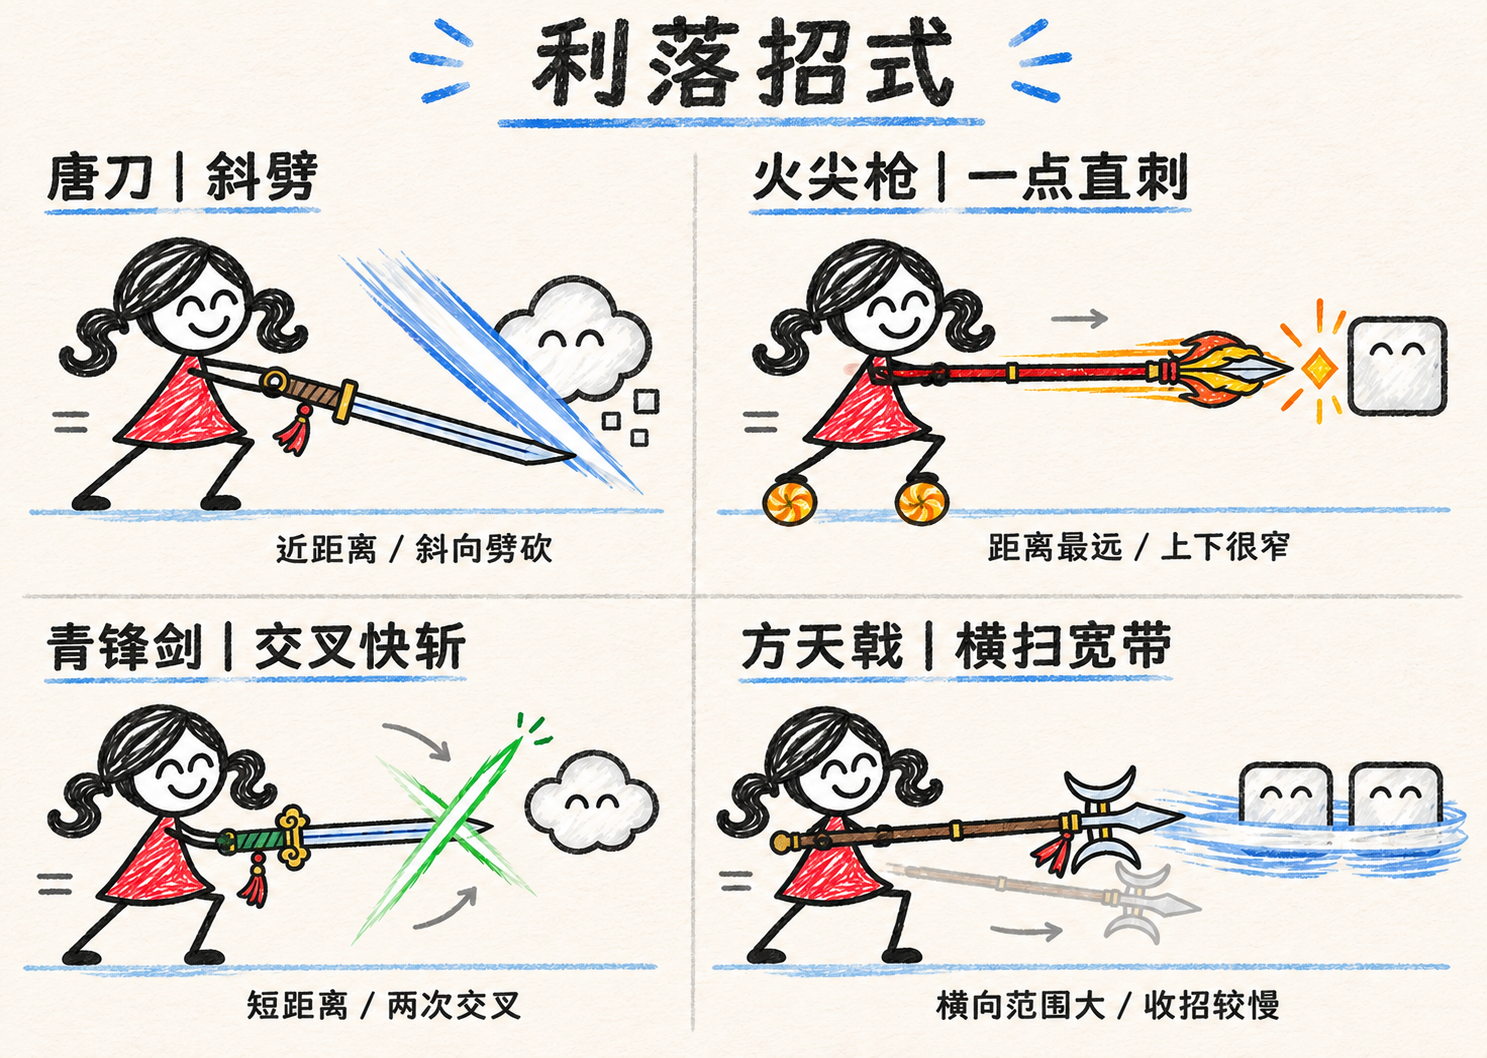 利落招式
唐刀 | 斜劈
近距离 / 斜向劈砍
火尖枪 | 一点直刺
距离最远 / 上下很窄
青锋剑 | 交叉快斩
短距离 / 两次交叉
方天戟 | 横扫宽带
横向范围大 / 收招较慢